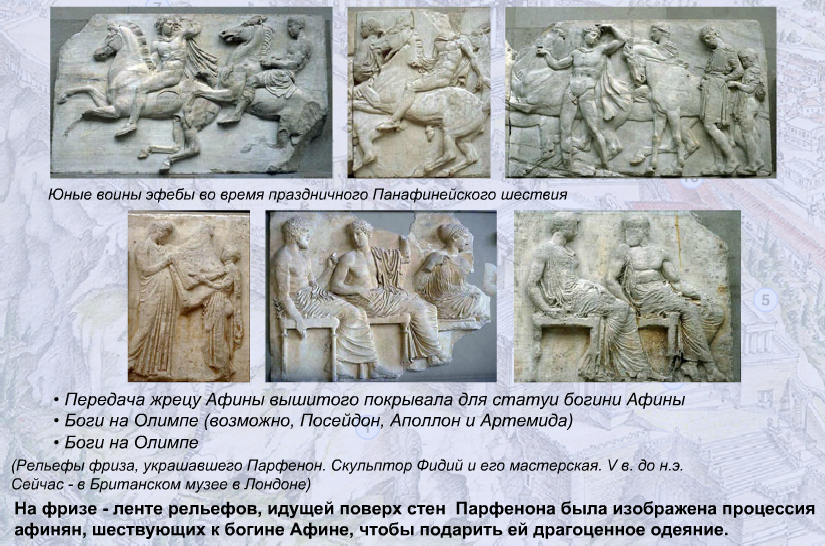 Юные воины эфебы во время праздничного Панафинейского шествия
• Передача жрецу Афины вышитого покрывала для статуи богини Афины
• Боги на Олимпе (возможно, Посейдон, Аполлон и Артемида)
• Боги на Олимпе
(Рельефы фриза, украшавшего Парфенон. Скульптор Фидий и его мастерская. V в. до н.э.
Сейчас - в Британском музее в Лондоне)
На фризе - ленте рельефов, идущей поверх стен Парфенона была изображена процессия
афинян, шествующих к богине Афине, чтобы подарить ей драгоценное одеяние.
5